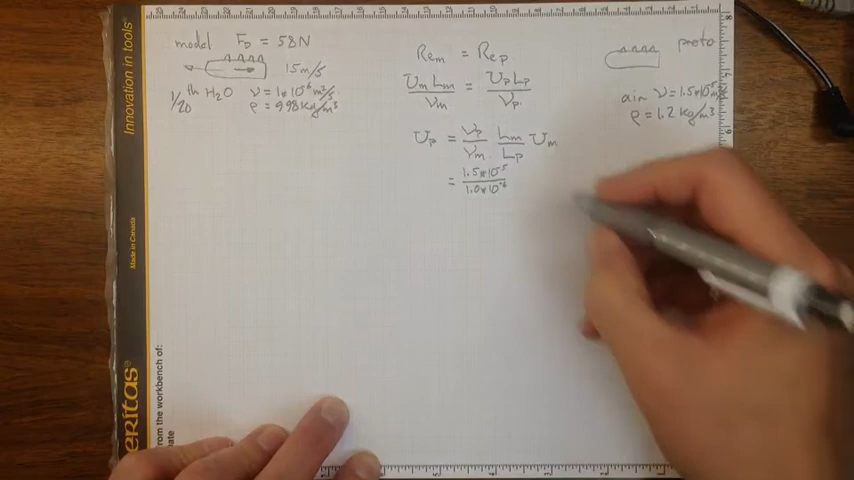 model F_D = 58N
15 m/s
1/20 th H₂O ν = 1×10⁻⁶ m²/s
ρ = 998 kg/m³
Re_m = Re_p
U_m L_m / ν_m = U_p L_p / ν_p
U_p = ν_p / ν_m L_m / L_p U_m
= 1.5×10⁻⁵ / 1.0×10⁻⁶
proto
air ν = 1.5×10⁻⁵
ρ = 1.2 kg/m³
Innovation in tools
Made in Canada
eritas
from the workbench of: